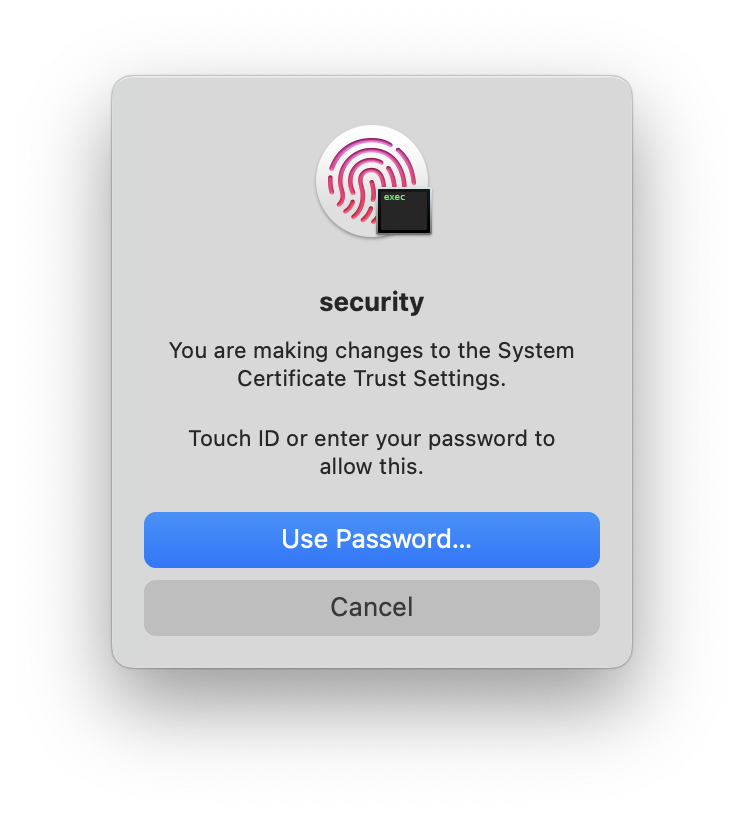 exec
security
You are making changes to the System
Certificate Trust Settings.
Touch ID or enter your password to
allow this.
Use Password...
Cancel